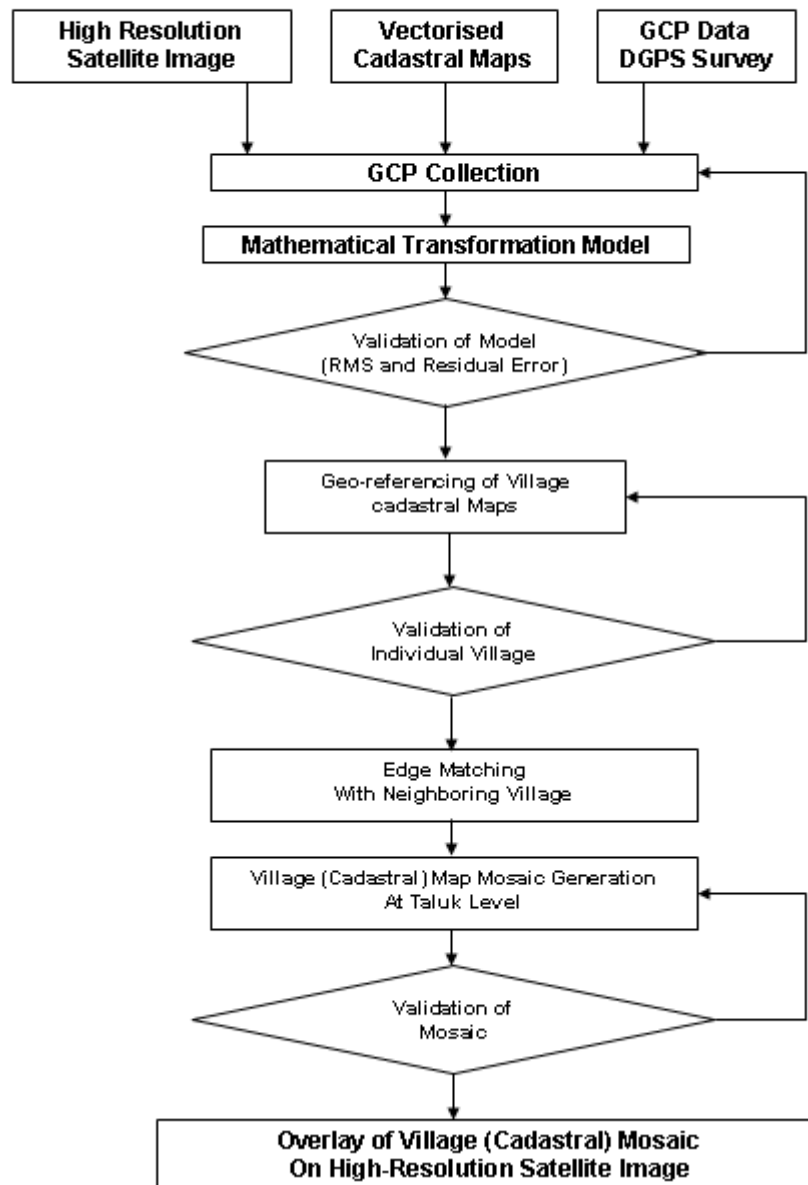 High Resolution
Satellite Image
Vectorised
Cadastral Maps
GCP Data
DGPS Survey
GCP Collection
Mathematical Transformation Model
Validation of Model
(RMS and Residual Error)
Geo-referencing of Village
cadastral Maps
Validation of
Individual Village
Edge Matching
With Neighboring Village
Village (Cadastral) Map Mosaic Generation
At Taluk Level
Validation of
Mosaic
Overlay of Village (Cadastral) Mosaic
On High-Resolution Satellite Image